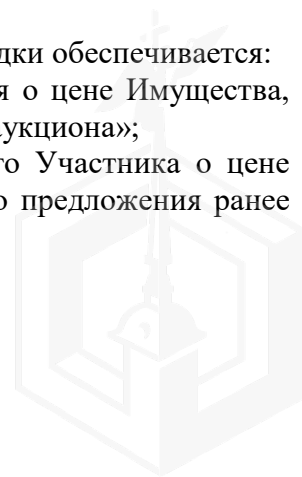 дки обеспечивается:
я о цене Имущества,
укциона»;
го Участника о цене
о предложения ранее